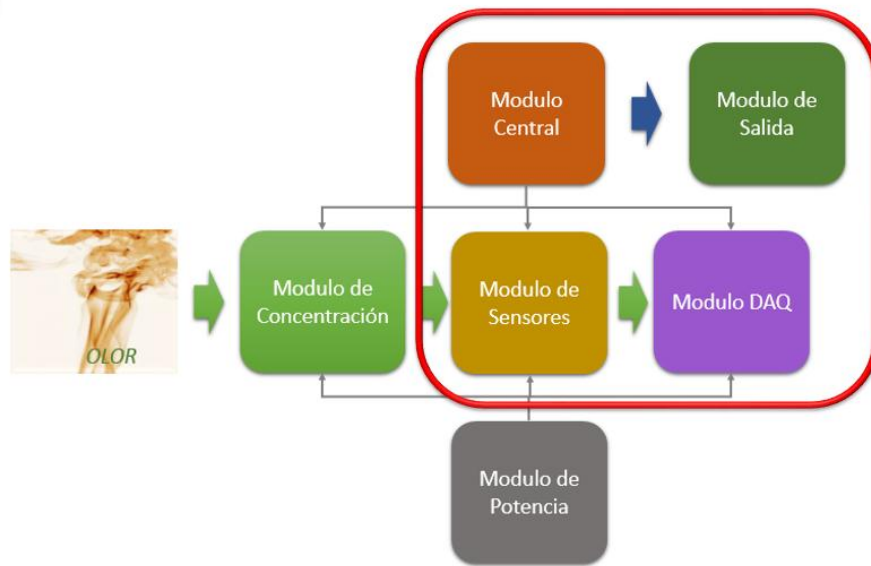 Modulo
Central
Modulo de
Salida
OLOR
Modulo de
Concentración
Modulo de
Sensores
Modulo DAQ
Modulo de
Potencia